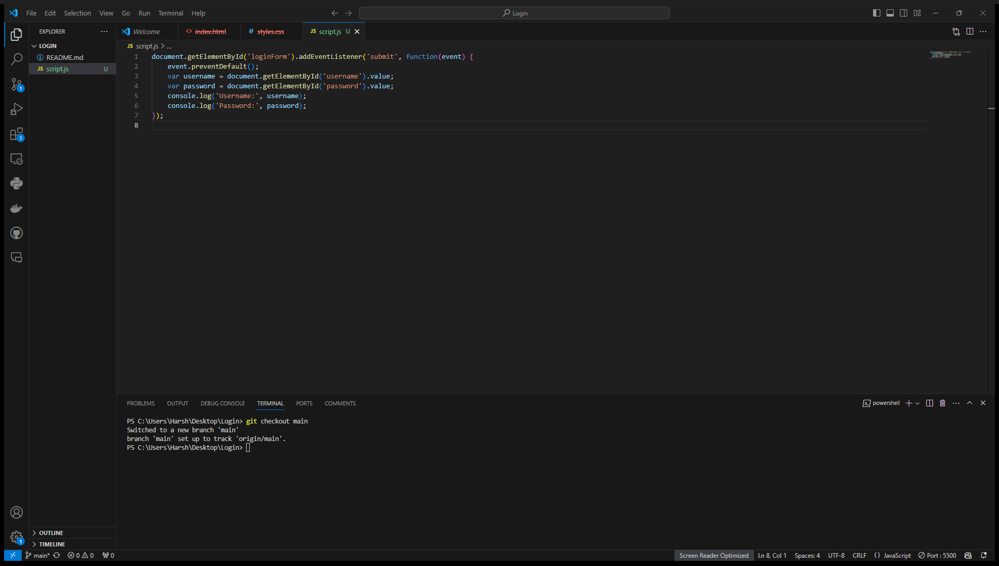 File Edit Selection View Go Run Terminal Help
Login
EXPLORER
Welcome
index.html
styles.css
JS script.js U
LOGIN
README.md
JS script.js U
JS script.js > ...
1 document.getElementById('loginForm').addEventListener('submit', function(event) {
2 event.preventDefault();
3 var username = document.getElementById('username').value;
4 var password = document.getElementById('password').value;
5 console.log('Username:', username);
6 console.log('Password:', password);
7 });
8
1
1
PROBLEMS OUTPUT DEBUG CONSOLE TERMINAL PORTS COMMENTS
powershell
PS C:\Users\Harsh\Desktop\Login> git checkout main
Switched to a new branch 'main'
branch 'main' set up to track 'origin/main'.
PS C:\Users\Harsh\Desktop\Login>
OUTLINE
1
TIMELINE
main* 0 0 0
Screen Reader Optimized Ln 8, Col 1 Spaces: 4 UTF-8 CRLF {} JavaScript Port : 5500